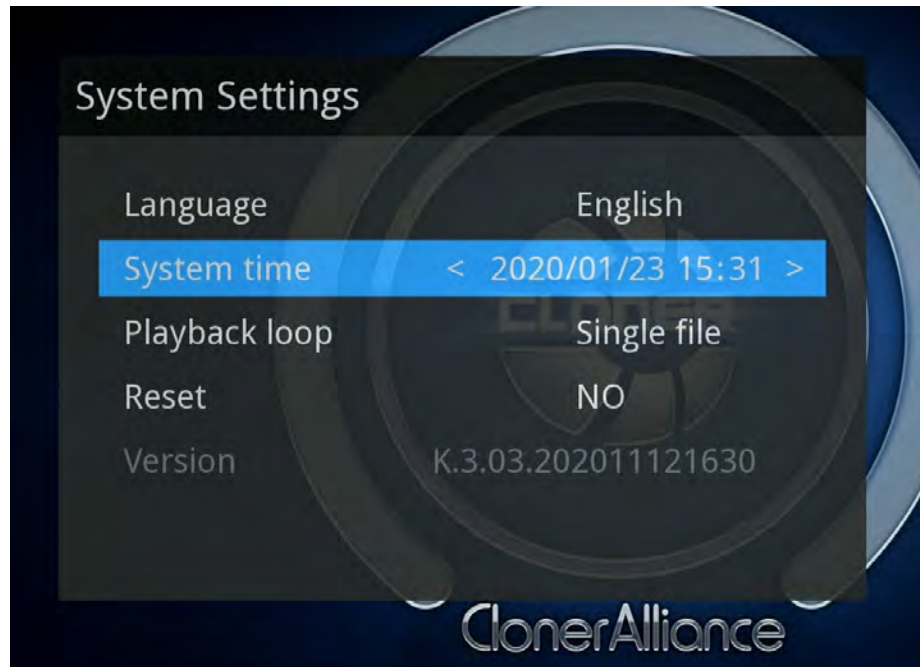 System Settings
Language English
System time < 2020/01/23 15:31 >
Playback loop Single file
Reset NO
Version K.3.03.202011121630
CLONER
ClonerAlliance